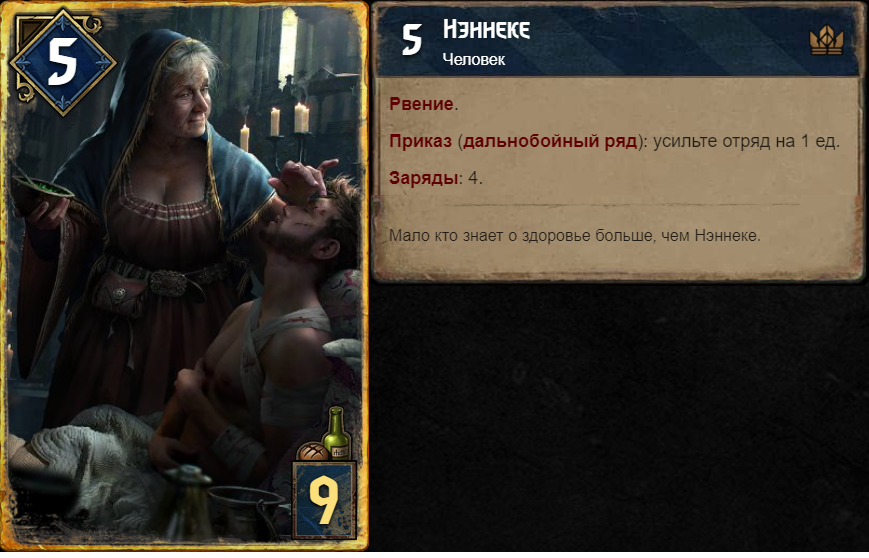 5
5
Нэннеке
Человек
Рвение.
Приказ (дальнобойный ряд): усильте отряд на 1 ед.
Заряды: 4.
Мало кто знает о здоровье больше, чем Нэннеке.
9